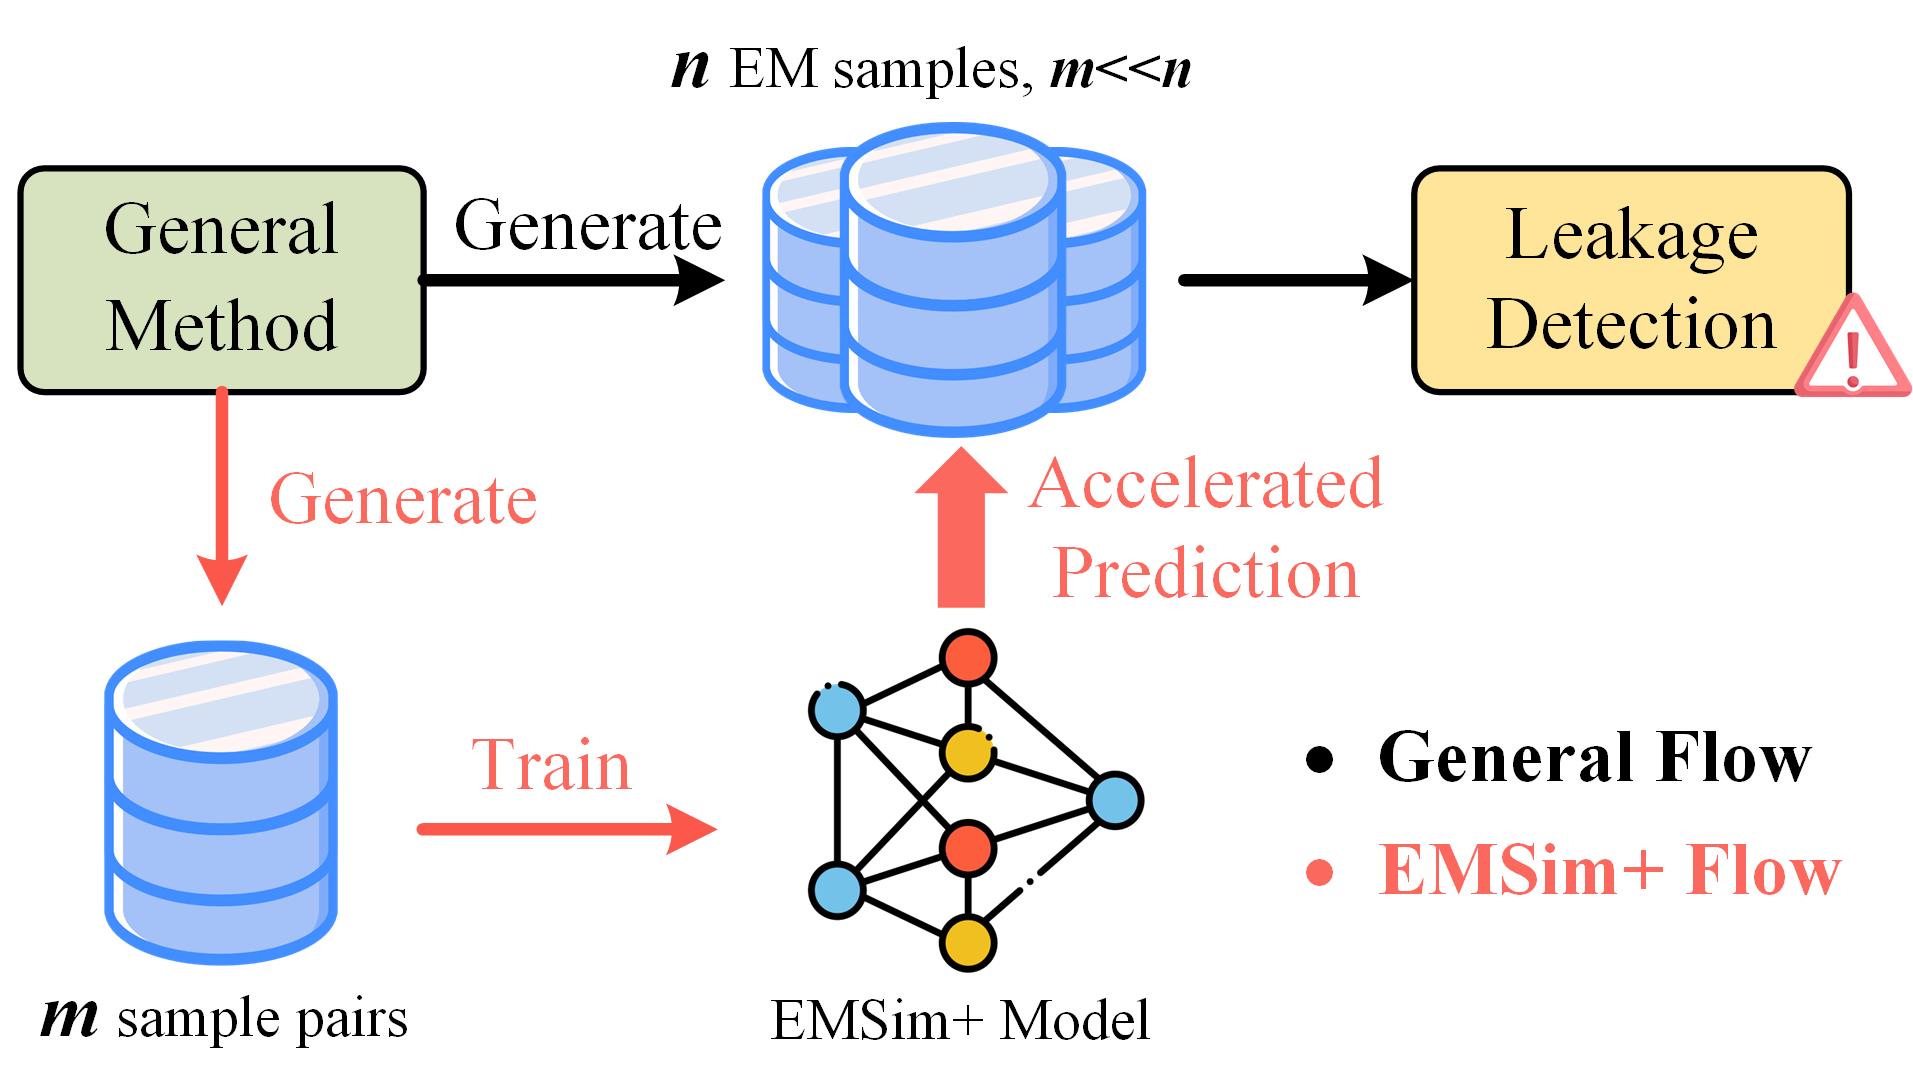 n EM samples, m<<n
General
Method
Generate
Leakage
Detection
Generate
Accelerated
Prediction
Train
m sample pairs
EMSim+ Model
• General Flow
• EMSim+ Flow